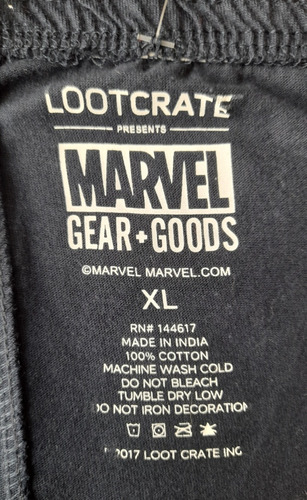 LOOTCRATE
PRESENTS
MARVEL
GEAR+GOODS
©MARVEL MARVEL.COM
XL
RN# 144617
MADE IN INDIA
100% COTTON
MACHINE WASH COLD
DO NOT BLEACH
TUMBLE DRY LOW
DO NOT IRON DECORATION
2017 LOOT CRATE INC